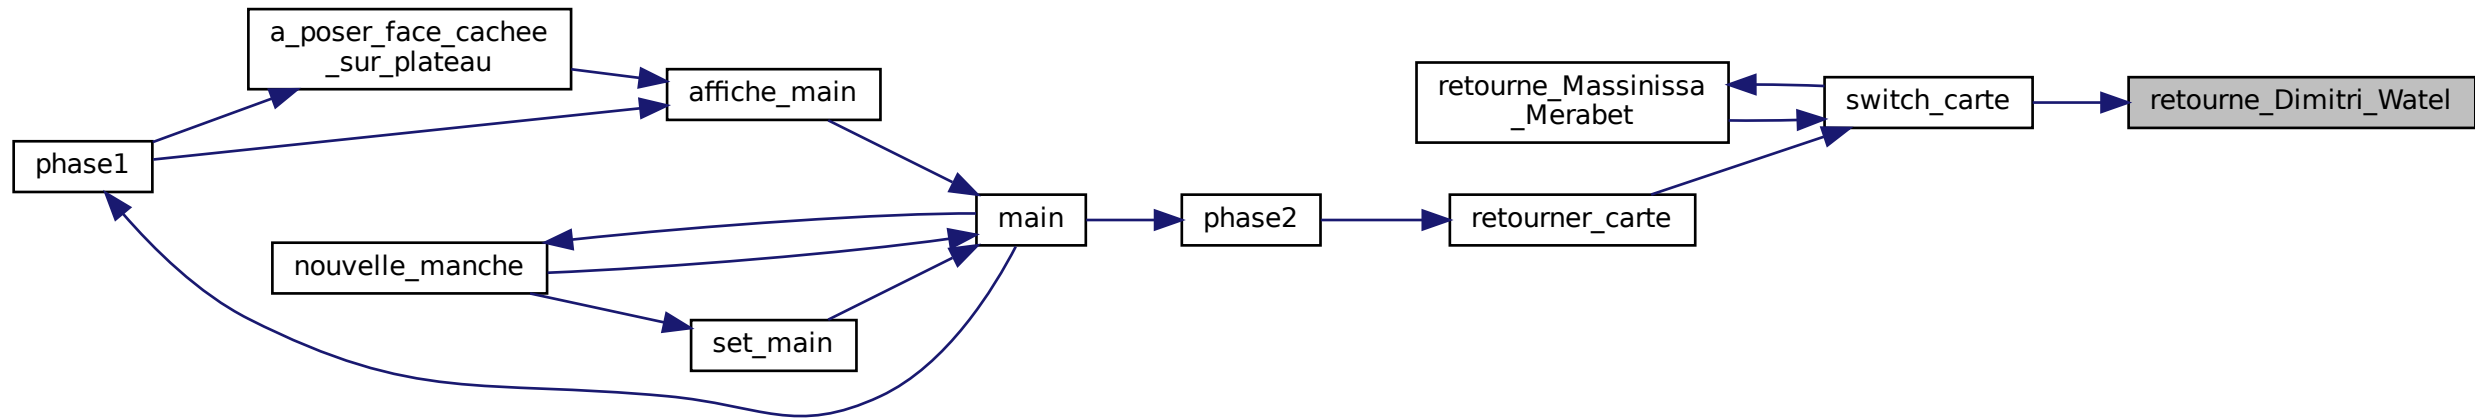 a_poser_face_cachee
_sur_plateau
affiche_main
phase1
nouvelle_manche
set_main
main
phase2
retourne_Massinissa
_Merabet
retourner_carte
switch_carte
retourne_Dimitri_Watel